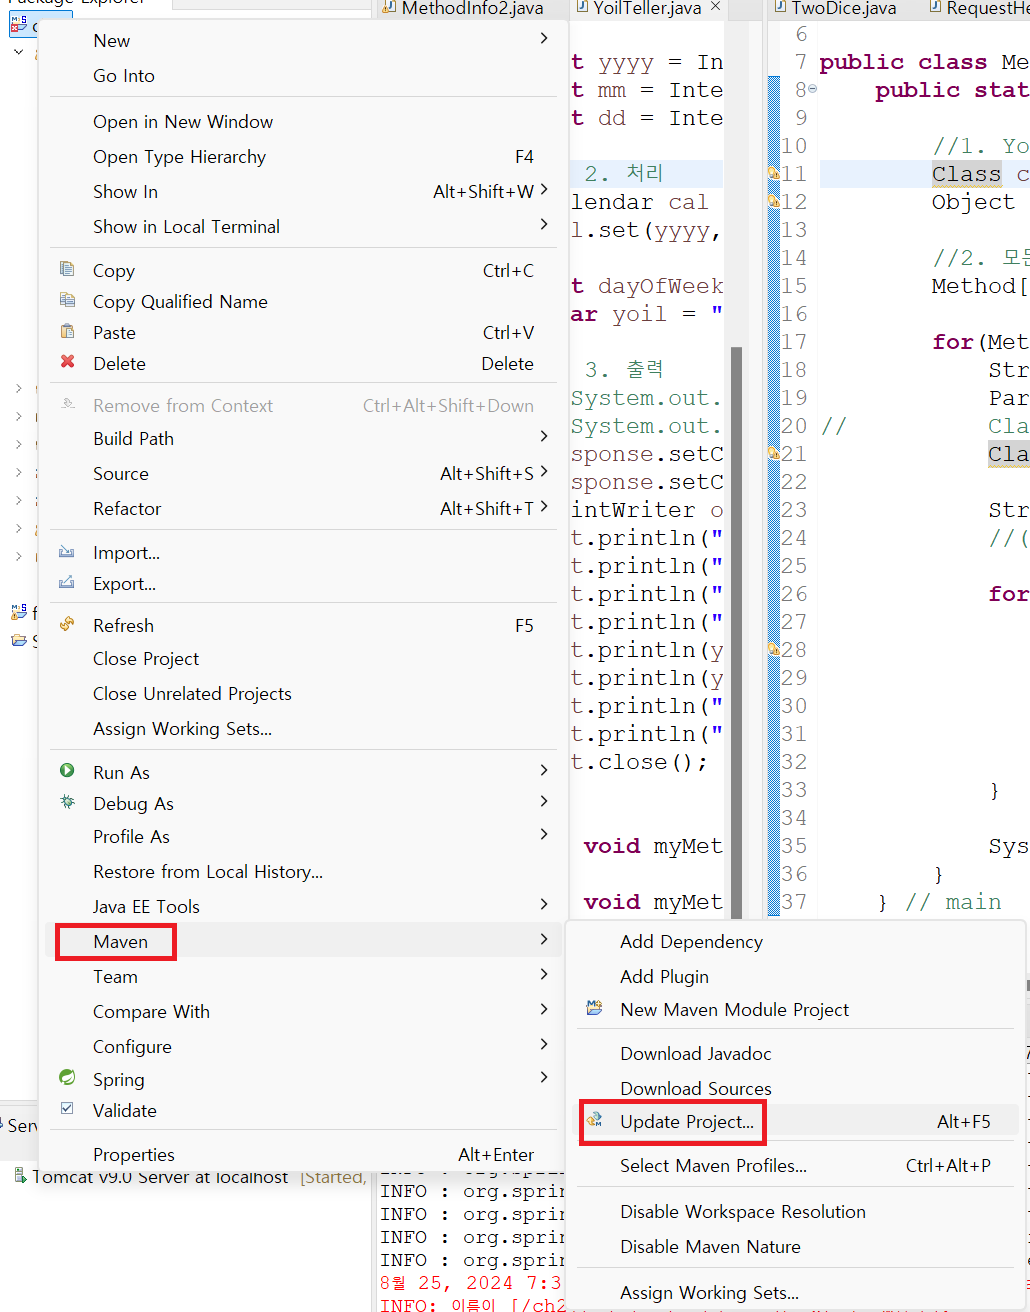 Package Explorer
MethodInfo2.java
YoilTeller.java
TwoDice.java
New
Go Into
Open in New Window
Open Type Hierarchy F4
Show In Alt+Shift+W
Show in Local Terminal
Copy Ctrl+C
Copy Qualified Name
Paste Ctrl+V
Delete Delete
Remove from Context Ctrl+Alt+Shift+Down
Build Path
Source Alt+Shift+S
Refactor Alt+Shift+T
Import...
Export...
Refresh F5
Close Project
Close Unrelated Projects
Assign Working Sets...
Run As
Debug As
Profile As
Restore from Local History...
Java EE Tools
Maven
Team
Compare With
Configure
Spring
Validate
Properties Alt+Enter
Add Dependency
Add Plugin
New Maven Module Project
Download Javadoc
Download Sources
Update Project... Alt+F5
Select Maven Profiles... Ctrl+Alt+P
Disable Workspace Resolution
Disable Maven Nature
Assign Working Sets...
t yyyy = In
t mm = Inte
t dd = Inte
2. 처리
lendar cal
l.set(yyyy,
t dayOfWeek
ar yoil = "
3. 출력
System.out.
System.out.
sponse.setC
sponse.setC
intWriter o
t.println("
t.println("
t.println("
t.println("
t.println(y
t.println(y
t.println("
t.println("
t.close();
void myMet
void myMet
6
7 public class Me
8 public stat
9
10 //1. Yo
11 Class c
12 Object
13
14 //2. 모든
15 Method[
16
17 for(Met
18 Str
19 Par
20 // Cla
21 Cla
22
23 Str
24 //(
25
26 for
27
28
29
30
31
32
33 }
34
35 Sys
36 }
37 } // main
Serv
Tomcat v9.0 Server at localhost [Started,
INFO : org.sprin
INFO : org.sprin
INFO : org.sprin
INFO : org.sprin
INFO : org.sprin
8월 25, 2024 7:3
INFO: 이름이 [/ch2